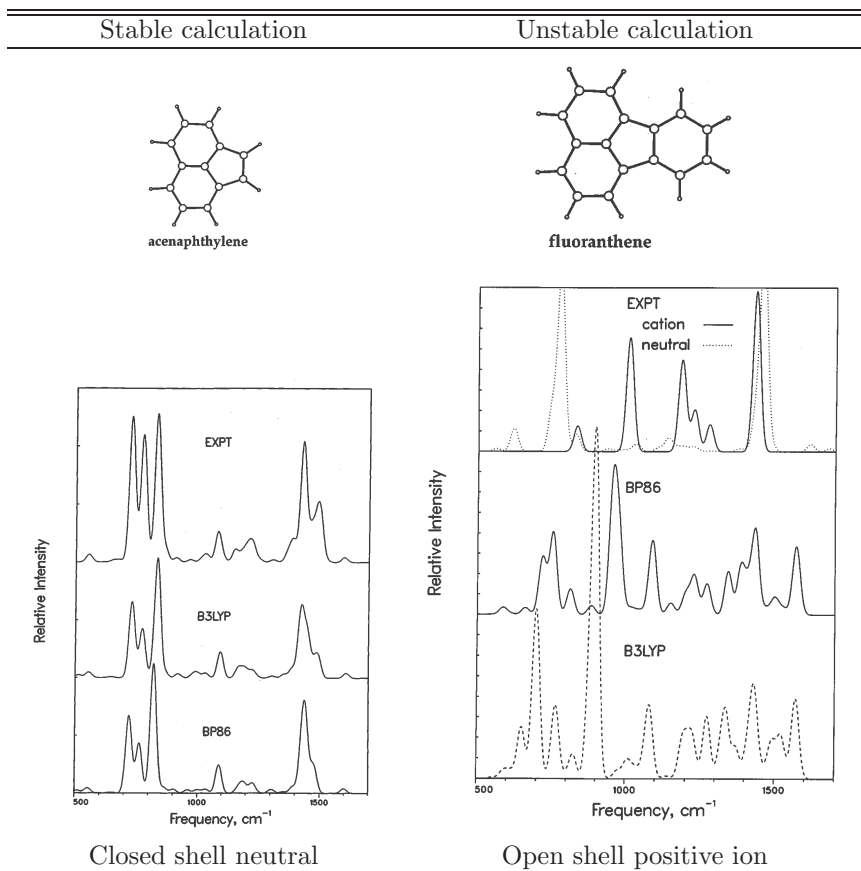 Stable calculation
Unstable calculation
acenaphthylene
fluoranthene
EXPT
B3LYP
BP86
Relative Intensity
500 1000 1500
Frequency, cm⁻¹
EXPT
cation
neutral
BP86
B3LYP
Relative Intensity
500 1000 1500
Frequency, cm⁻¹
Closed shell neutral
Open shell positive ion